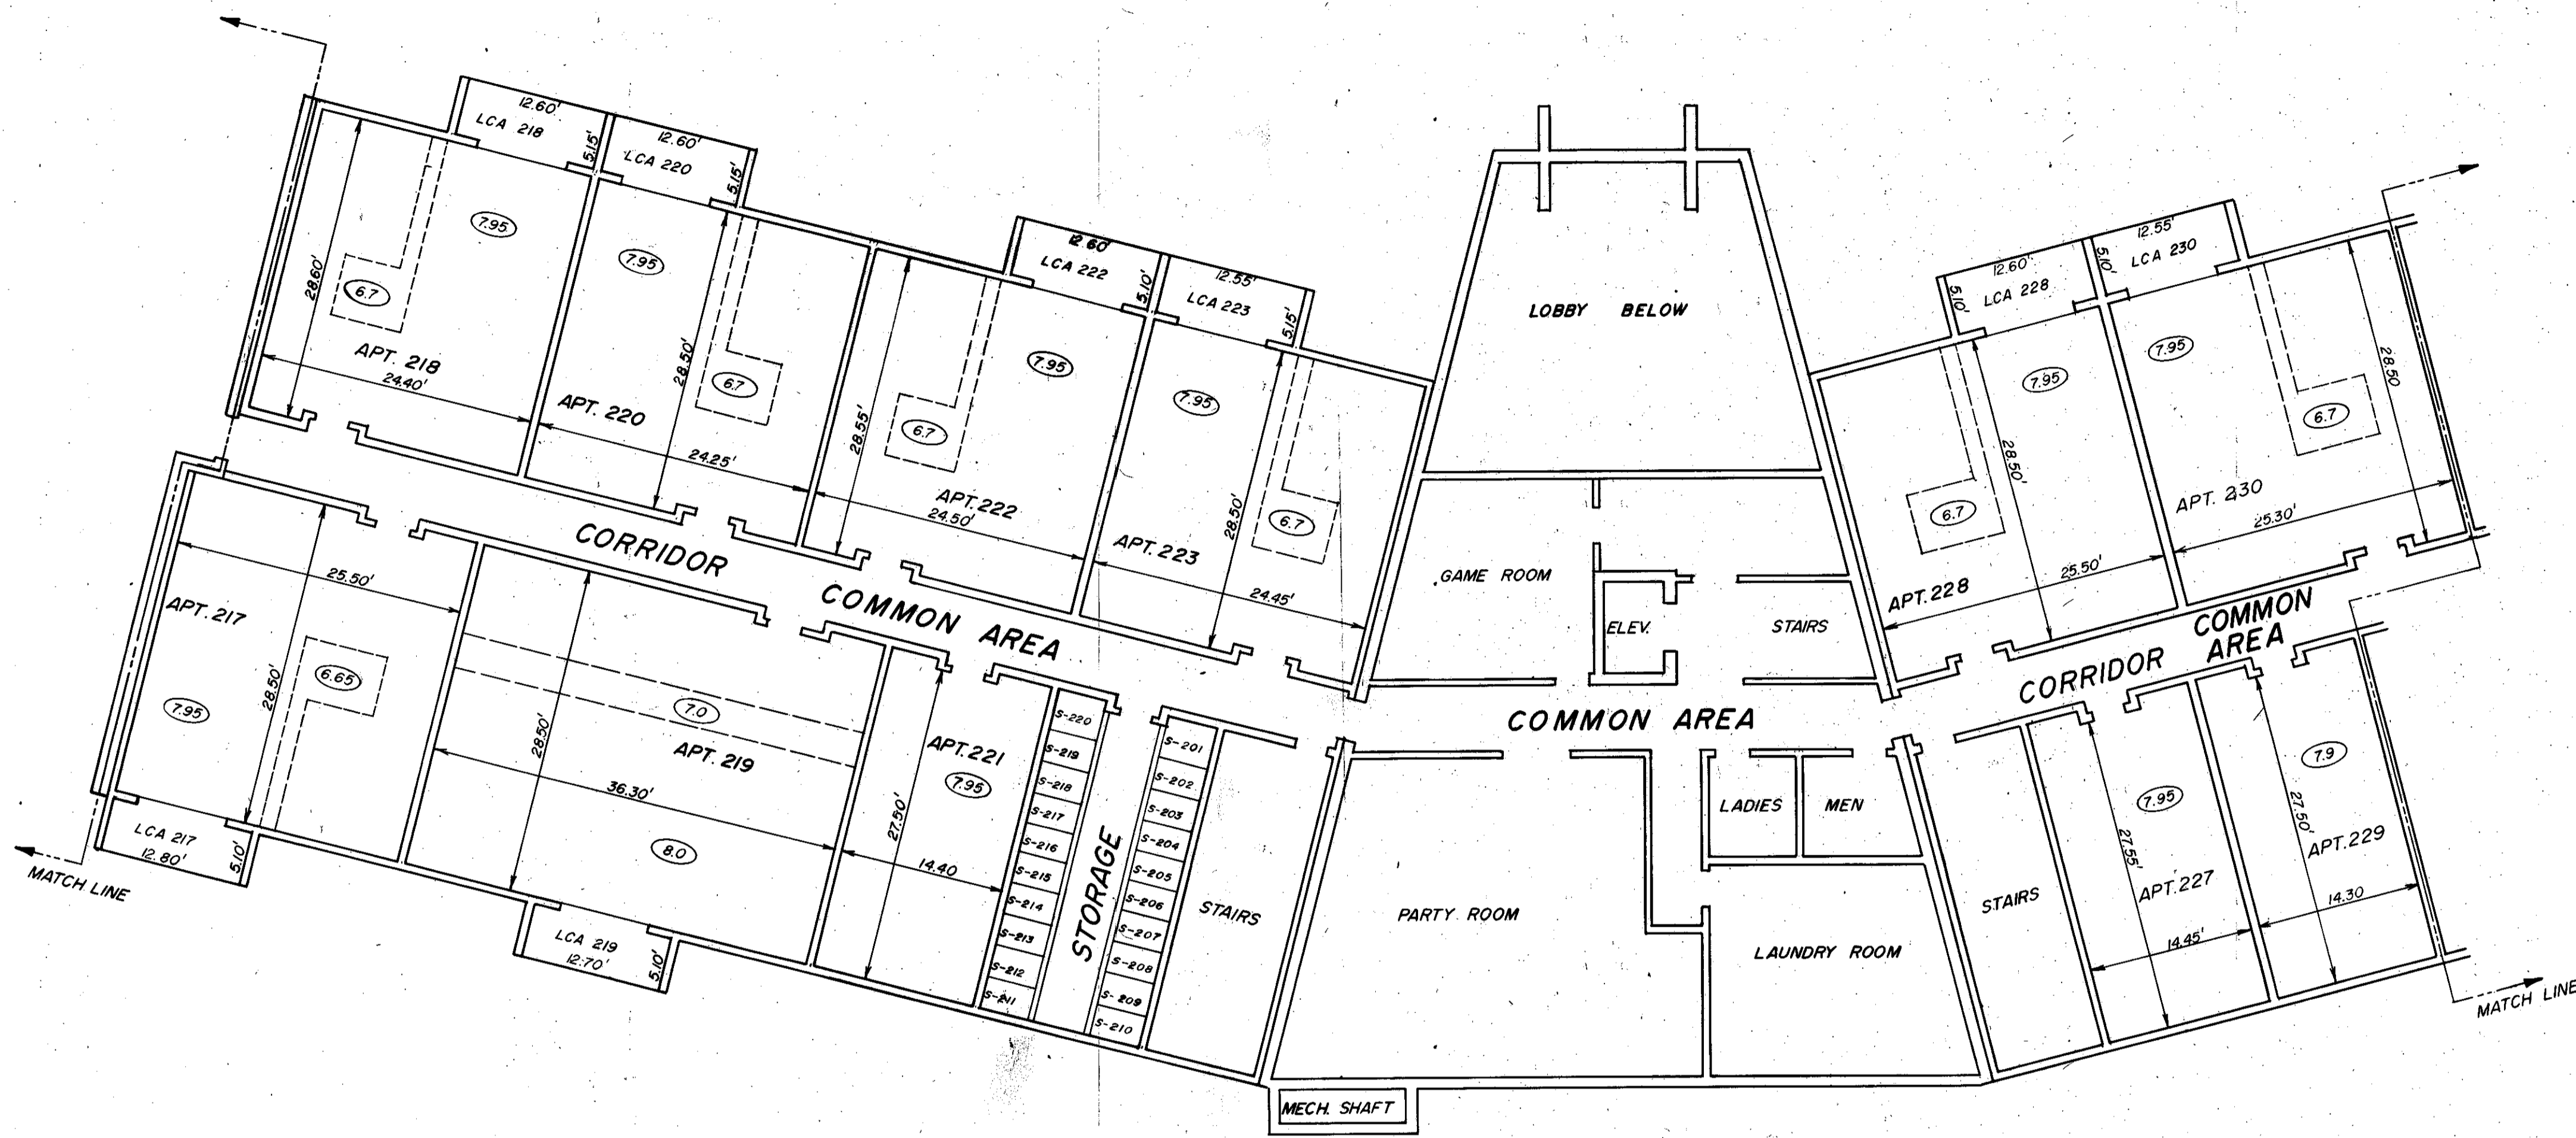 12.60'
LCA 218
5.15'
12.60'
LCA 220
5.15'
7.95
6.7
28.60'
APT. 218
24.40'
7.95
28.50'
6.7
APT. 220
24.25'
12.60'
LCA 222
5.10'
12.55'
LCA 223
5.15'
7.95
6.7
28.55'
APT. 222
24.50'
7.95
28.50'
6.7
APT. 223
24.45'
LOBBY BELOW
12.60'
LCA 228
5.10'
12.55'
LCA 230
5.10'
7.95
28.50'
6.7
APT. 228
25.50'
7.95
28.50
6.7
APT. 230
25.30'
CORRIDOR
COMMON AREA
GAME ROOM
ELEV.
STAIRS
COMMON AREA
CORRIDOR
COMMON
AREA
25.50'
APT. 217
28.50'
6.65
7.95
LCA 217
12.80'
5.10'
MATCH LINE
7.0
28.50'
APT. 219
36.30'
8.0
LCA 219
12.70'
5.10'
APT. 221
7.95
27.50'
14.40
S-220
S-219
S-218
S-217
S-216
S-215
S-214
S-213
S-212
S-211
STORAGE
S-201
S-202
S-203
S-204
S-205
S-206
S-207
S-208
S-209
S-210
STAIRS
PARTY ROOM
LADIES
MEN
LAUNDRY ROOM
MECH. SHAFT
STAIRS
7.95
27.55'
APT. 227
14.45'
7.9
27.50'
APT. 229
14.30
MATCH LINE